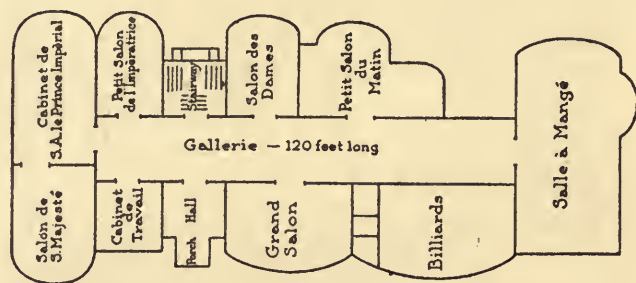 Cabinet de
S.A. le Prince Impérial
Petit Salon
de l'Impératrice
Stairway
Salon des
Dames
Petit Salon
du
Matin
Gallerie — 120 feet long
Salle à Mangé
Salon de
S. Majesté
Cabinet
de
Travail
Porch
Hall
Grand
Salon
Billiards